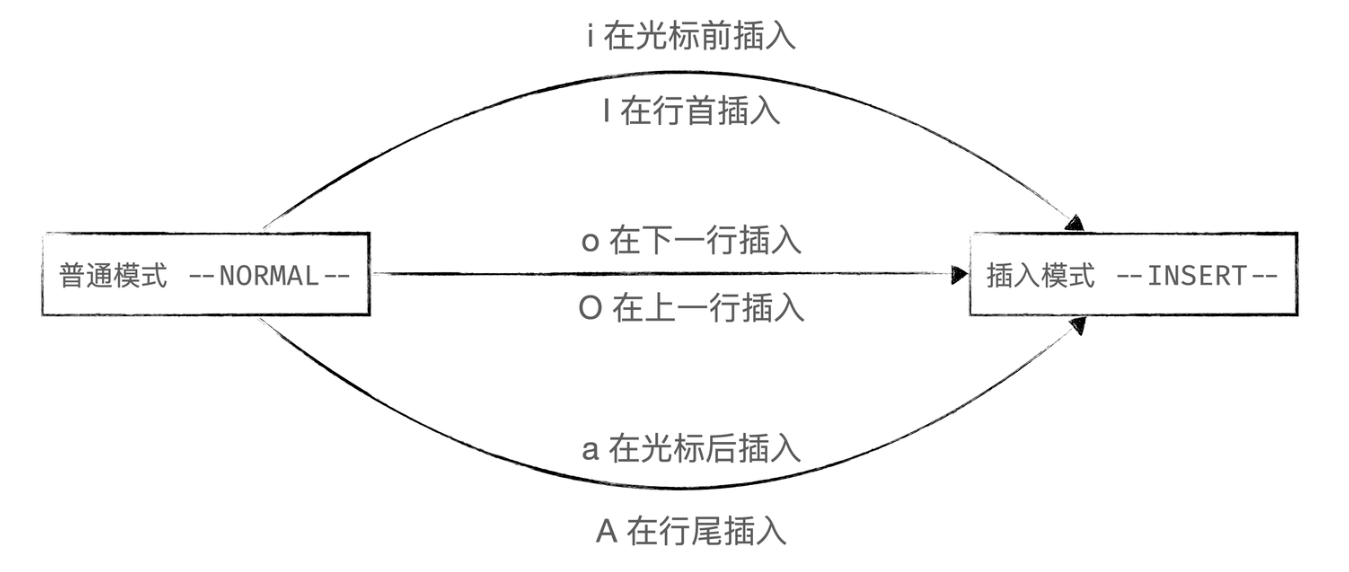 i 在光标前插入
I 在行首插入
o 在下一行插入
普通模式 --NORMAL--
插入模式 --INSERT--
O 在上一行插入
a 在光标后插入
A 在行尾插入